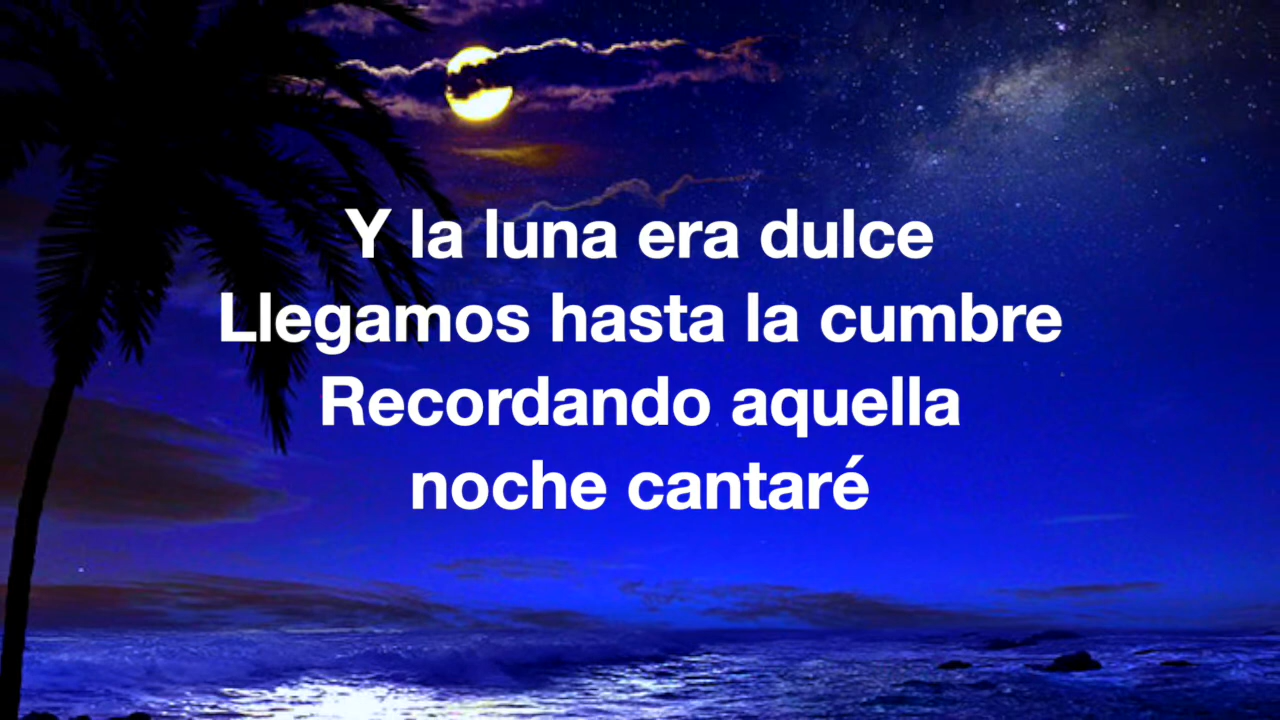 Y la luna era dulce
Llegamos hasta la cumbre
Recordando aquella
noche cantaré